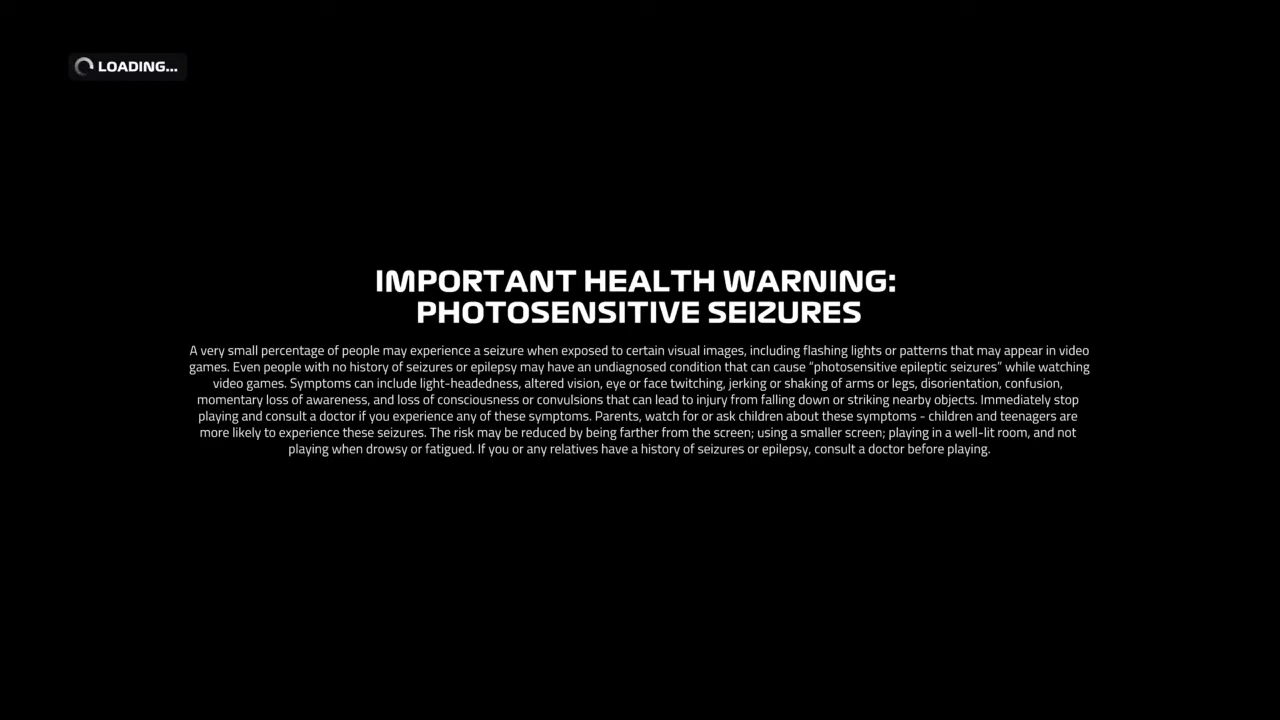 LOADING...
IMPORTANT HEALTH WARNING:
PHOTOSENSITIVE SEIZURES
A very small percentage of people may experience a seizure when exposed to certain visual images, including flashing lights or patterns that may appear in video
games. Even people with no history of seizures or epilepsy may have an undiagnosed condition that can cause “photosensitive epileptic seizures” while watching
video games. Symptoms can include light-headedness, altered vision, eye or face twitching, jerking or shaking of arms or legs, disorientation, confusion,
momentary loss of awareness, and loss of consciousness or convulsions that can lead to injury from falling down or striking nearby objects. Immediately stop
playing and consult a doctor if you experience any of these symptoms. Parents, watch for or ask children about these symptoms - children and teenagers are
more likely to experience these seizures. The risk may be reduced by being farther from the screen; using a smaller screen; playing in a well-lit room, and not
playing when drowsy or fatigued. If you or any relatives have a history of seizures or epilepsy, consult a doctor before playing.